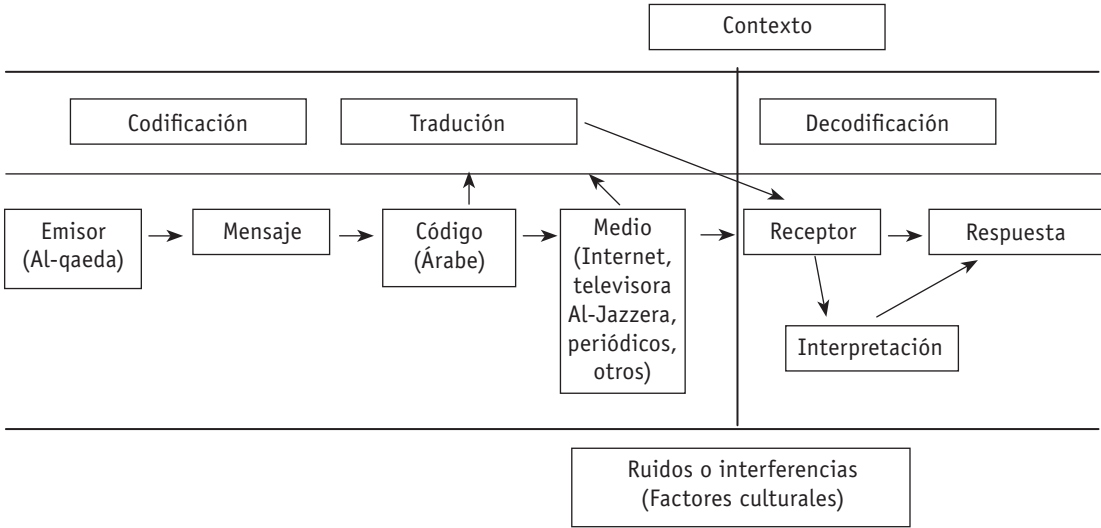 Contexto
Codificación
Tradución
Decodificación
Emisor
(Al-qaeda)
Mensaje
Código
(Árabe)
Medio
(Internet,
televisora
Al-Jazzera,
periódicos,
otros)
Receptor
Respuesta
Interpretación
Ruidos o interferencias
(Factores culturales)